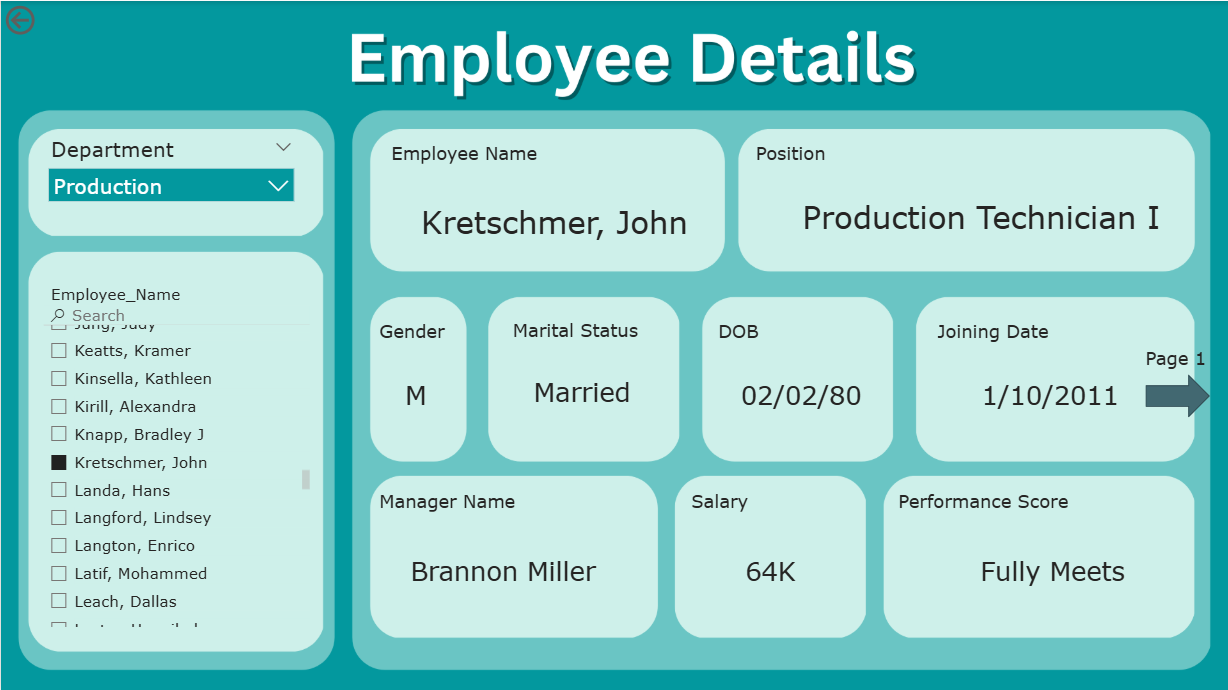 Employee Details
Department
Production
Employee_Name
Search
Keatts, Kramer
Kinsella, Kathleen
Kirill, Alexandra
Knapp, Bradley J
Kretschmer, John
Landa, Hans
Langford, Lindsey
Langton, Enrico
Latif, Mohammed
Leach, Dallas
Employee Name
Kretschmer, John
Position
Production Technician I
Gender
M
Marital Status
Married
DOB
02/02/80
Joining Date
1/10/2011
Page 1
Manager Name
Brannon Miller
Salary
64K
Performance Score
Fully Meets